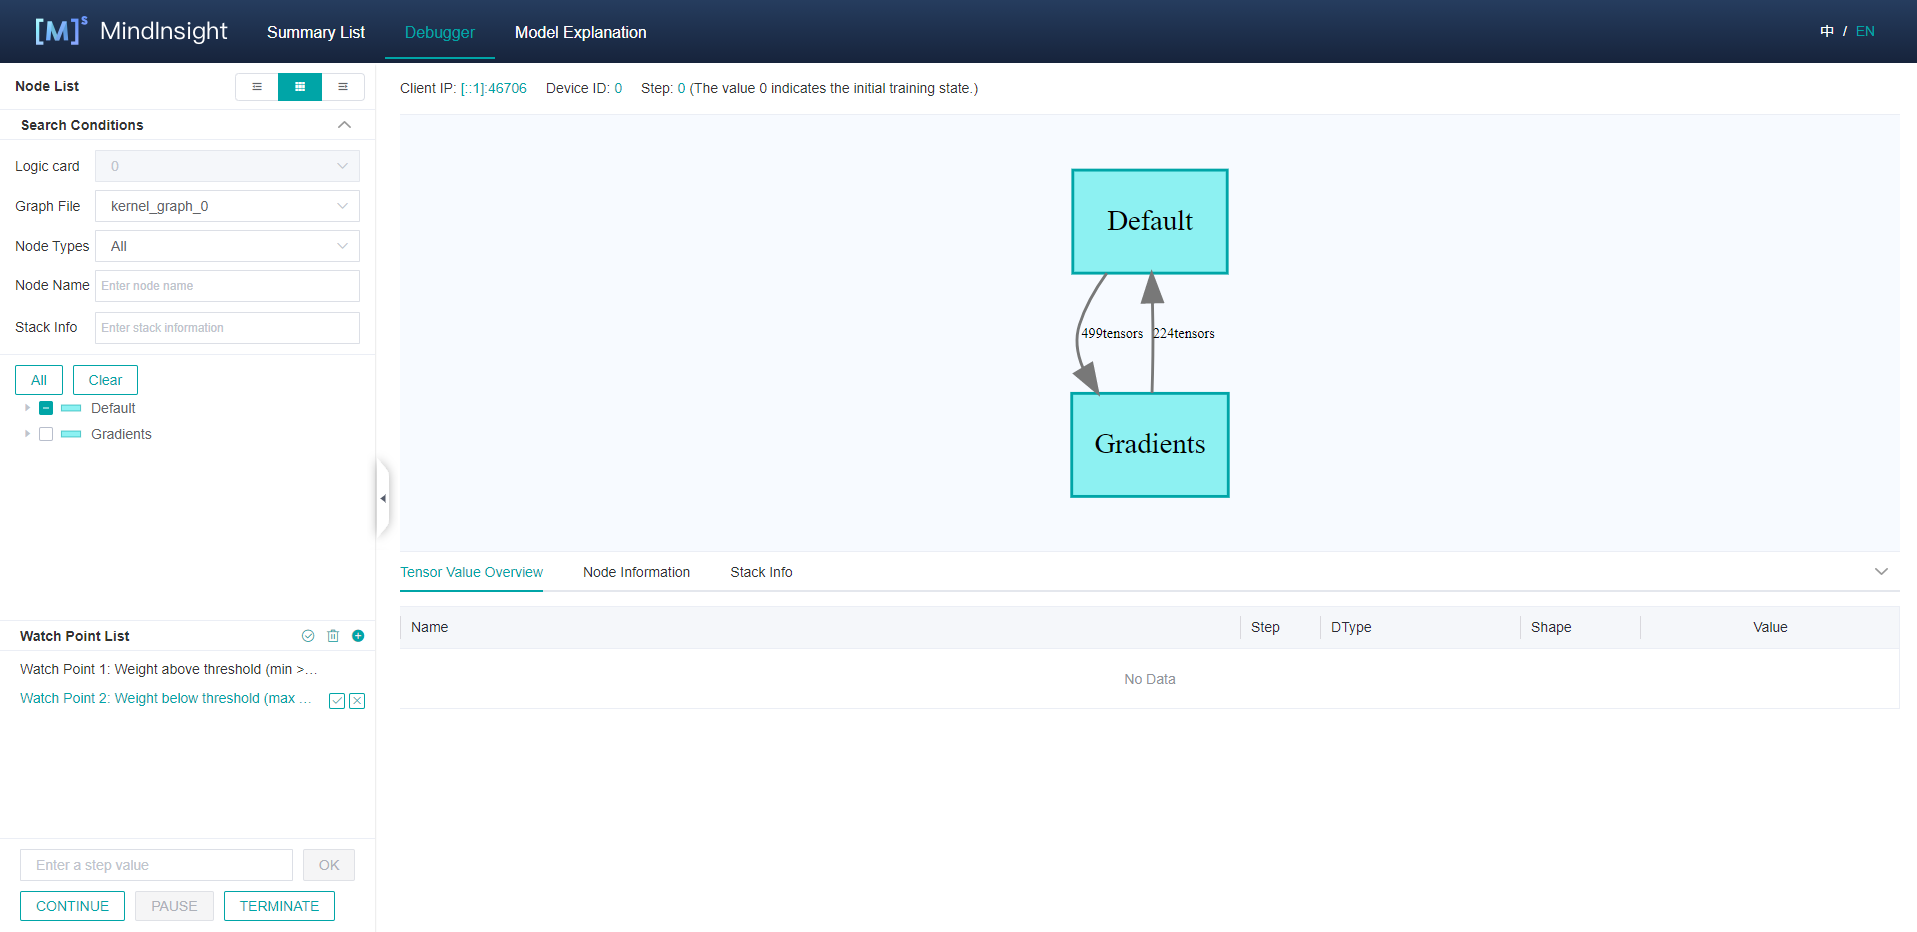 [M]s MindInsight Summary List Debugger Model Explanation 中 / EN
Node List
Search Conditions
Logic card 0
Graph File kernel_graph_0
Node Types All
Node Name Enter node name
Stack Info Enter stack information
All Clear
Default
Gradients
Watch Point List
Watch Point 1: Weight above threshold (min >...
Watch Point 2: Weight below threshold (max ...
Enter a step value OK
CONTINUE PAUSE TERMINATE
Client IP: [::1]:46706 Device ID: 0 Step: 0 (The value 0 indicates the initial training state.)
Default
499tensors 224tensors
Gradients
Tensor Value Overview Node Information Stack Info
Name Step DType Shape Value
No Data